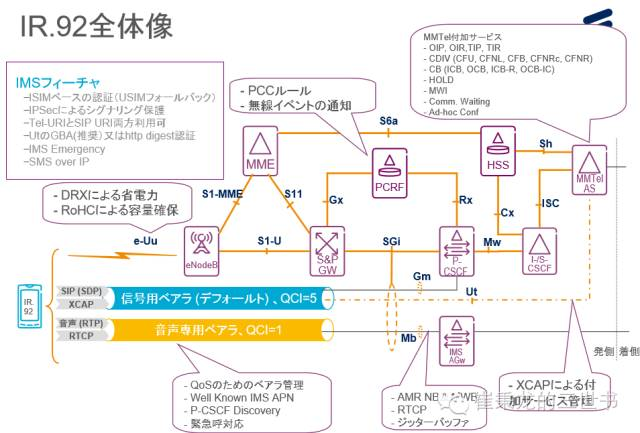 IR.92全体像
MMTel付加サービス
- OIP, OIR,TIP, TIR
- CDIV (CFU, CFNL, CFB, CFNRc, CFNR)
- CB (ICB, OCB, ICB-R, OCB-IC)
- HOLD
- MWI
- Comm. Waiting
- Ad-hoc Conf
IMSフィーチャ
-ISIMベースの認証（USIMフォールバック）
-IPSecによるシグナリング保護
-Tel-URIとSIP URI両方利用可
-UtのGBA(推奨) 又はhttp digest認証
-IMS Emergency
-SMS over IP
- PCCルール
- 無線イベントの通知
S6a
MME
HSS
Sh
MMTel
AS
PCRF
- DRXによる省電力
- RoHCによる容量確保
S1-MME
S11
Gx
Rx
Cx
ISC
e-Uu
eNodeB
S1-U
S&P
GW
SGi
P-
CSCF
Mw
I-/S-
CSCF
Gm
Ut
IR.
92
SIP (SDP)
XCAP
信号用ベアラ (デフォールト) 、QCI=5
音声 (RTP)
RTCP
音声専用ベアラ、QCI=1
Mb
IMS
AGw
発側
着側
- QoSのためのベアラ管理
- Well Known IMS APN
- P-CSCF Discovery
- 緊急呼対応
- AMR NB & WB
- RTCP
- ジッターバッファ
- XCAPによる付
加サービス管理
崔秉龙的三世书